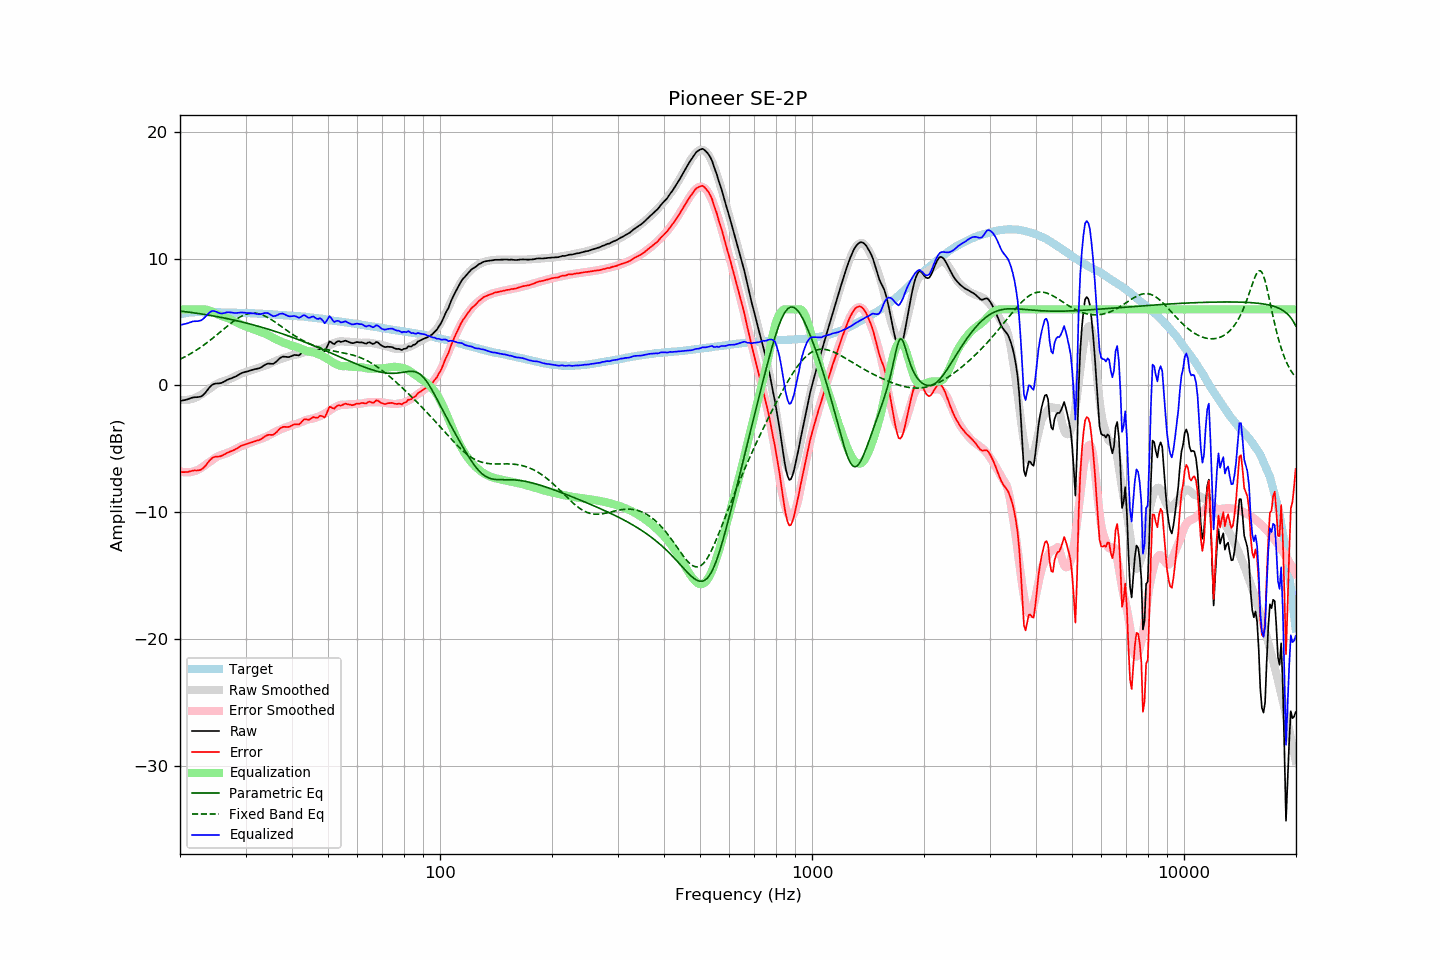 Pioneer SE-2P
20
10
0
−10
−20
−30
Amplitude (dBr)
Target
Raw Smoothed
Error Smoothed
Raw
Error
Equalization
Parametric Eq
Fixed Band Eq
Equalized
100
1000
10000
Frequency (Hz)